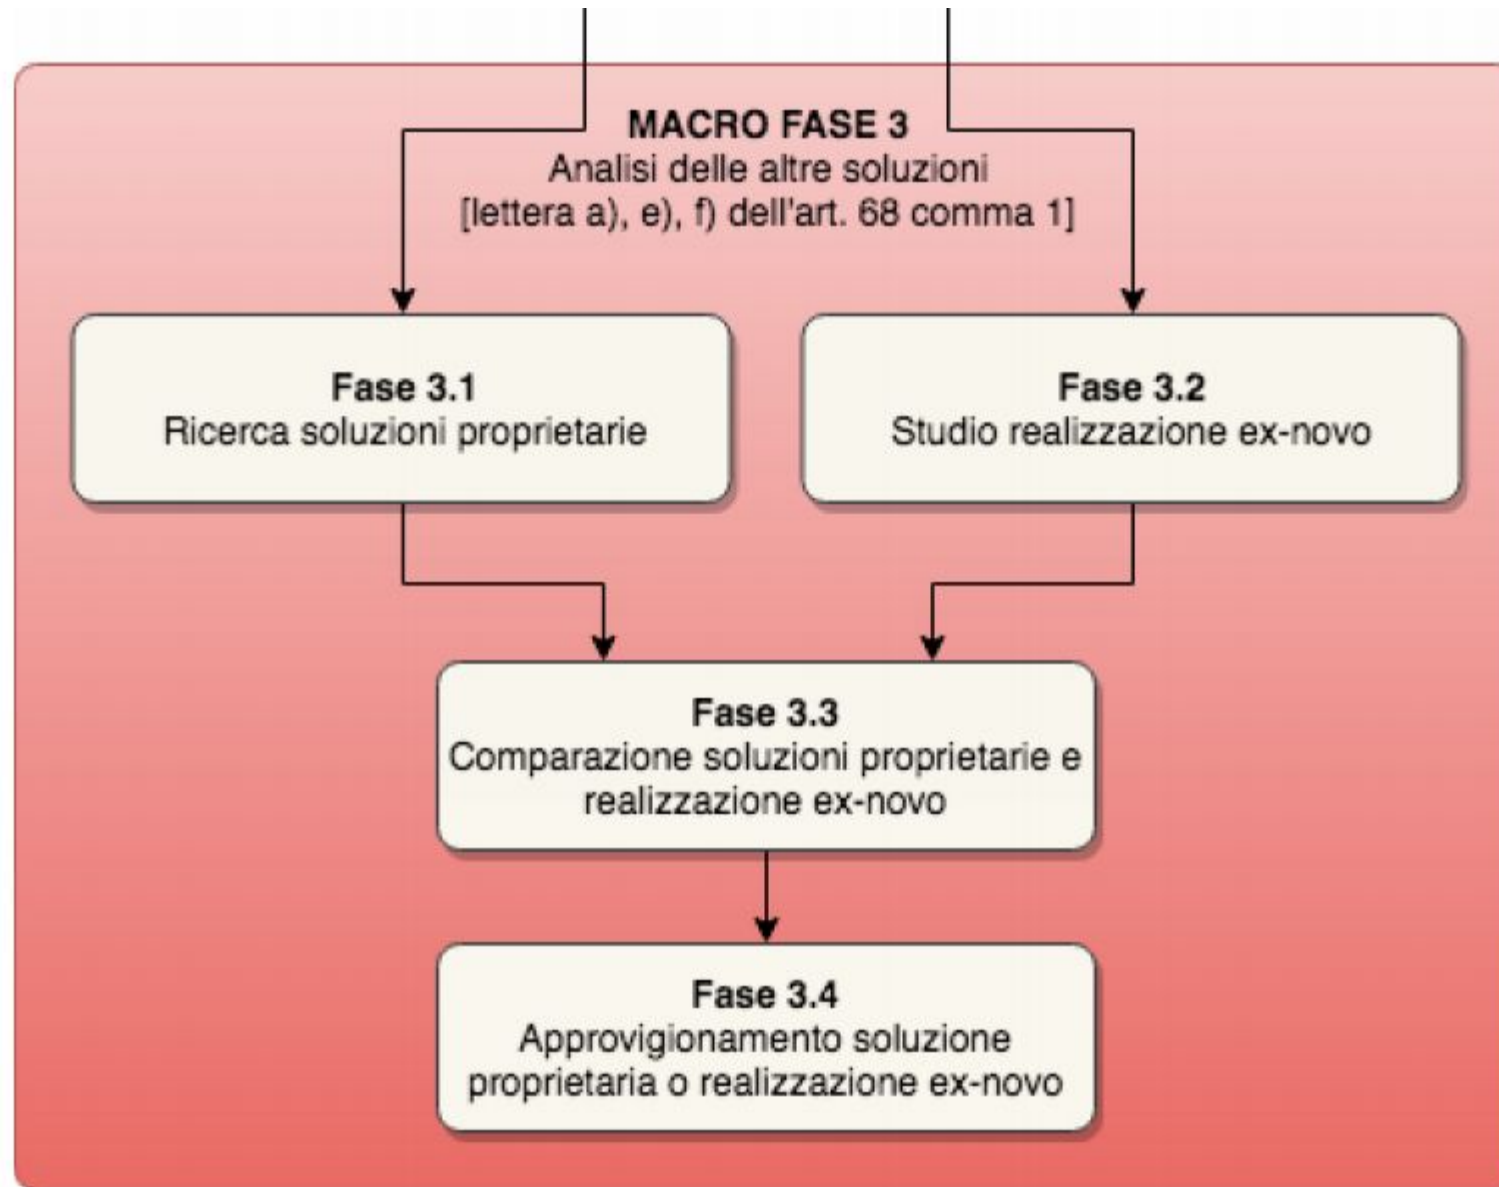 MACRO FASE 3
Analisi delle altre soluzioni
[lettera a), e), f) dell'art. 68 comma 1]
Fase 3.1
Ricerca soluzioni proprietarie
Fase 3.2
Studio realizzazione ex-novo
Fase 3.3
Comparazione soluzioni proprietarie e
realizzazione ex-novo
Fase 3.4
Approvigionamento soluzione
proprietaria o realizzazione ex-novo